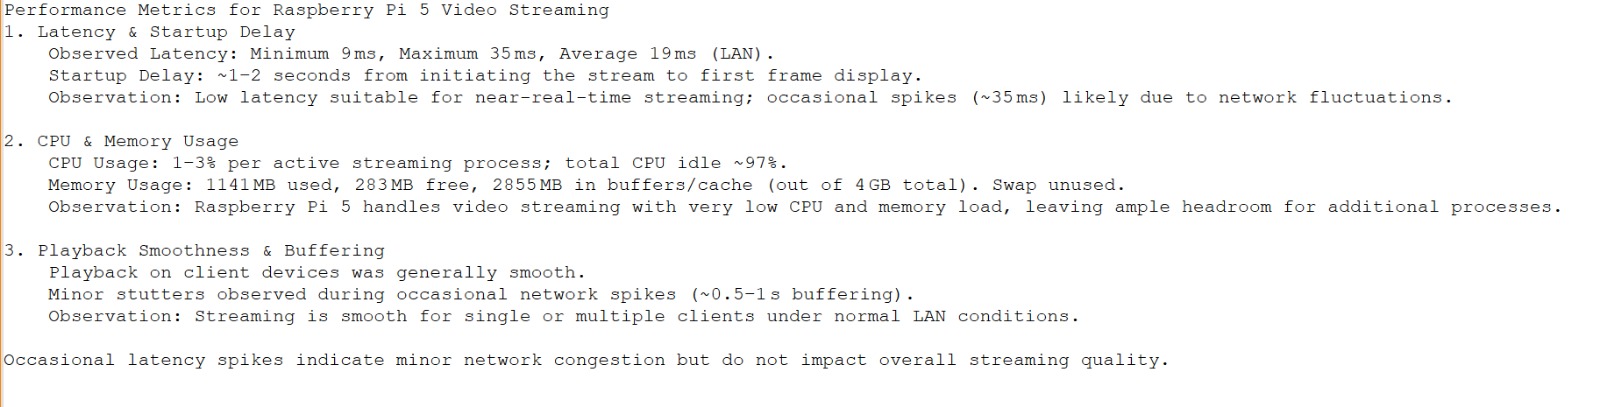 Performance Metrics for Raspberry Pi 5 Video Streaming
1. Latency & Startup Delay
Observed Latency: Minimum 9 ms, Maximum 35 ms, Average 19 ms (LAN).
Startup Delay: ~1-2 seconds from initiating the stream to first frame display.
Observation: Low latency suitable for near-real-time streaming; occasional spikes (~35 ms) likely due to network fluctuations.
2. CPU & Memory Usage
CPU Usage: 1-3% per active streaming process; total CPU idle ~97%.
Memory Usage: 1141 MB used, 283 MB free, 2855 MB in buffers/cache (out of 4 GB total). Swap unused.
Observation: Raspberry Pi 5 handles video streaming with very low CPU and memory load, leaving ample headroom for additional processes.
3. Playback Smoothness & Buffering
Playback on client devices was generally smooth.
Minor stutters observed during occasional network spikes (~0.5-1 s buffering).
Observation: Streaming is smooth for single or multiple clients under normal LAN conditions.
Occasional latency spikes indicate minor network congestion but do not impact overall streaming quality.